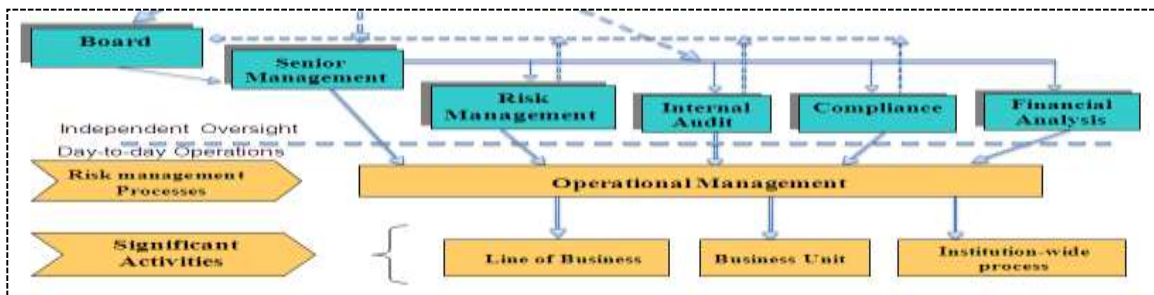 Board
Senior
Management
Risk
Management
Internal
Audit
Compliance
Financial
Analysis
Independent Oversight
Day-to-day Operations
Risk management
Processes
Operational Management
Significant
Activities
Line of Business
Business Unit
Institution-wide
process